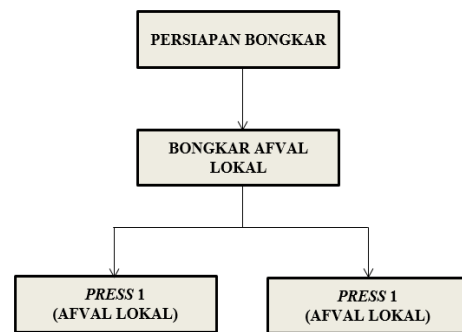 PERSIAPAN BONGKAR
BONGKAR AFVAL
LOKAL
PRESS 1
(AFVAL LOKAL)
PRESS 1
(AFVAL LOKAL)